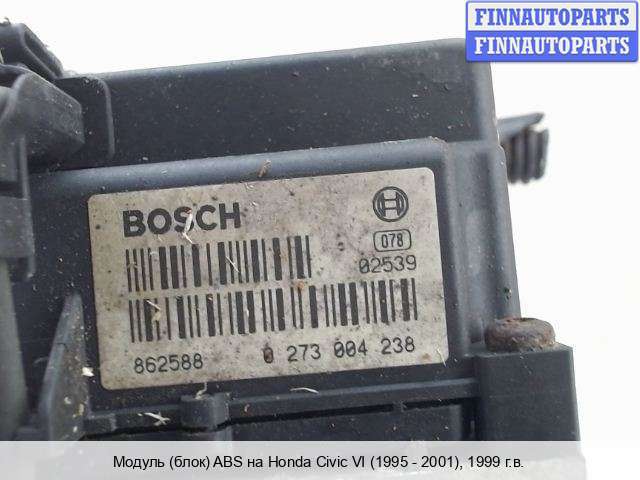 FINNAUTOPARTS
FINNAUTOPARTS
BOSCH
078
02539
862588 0 273 004 238
Модуль (блок) ABS на Honda Civic VI (1995 - 2001), 1999 г.в.